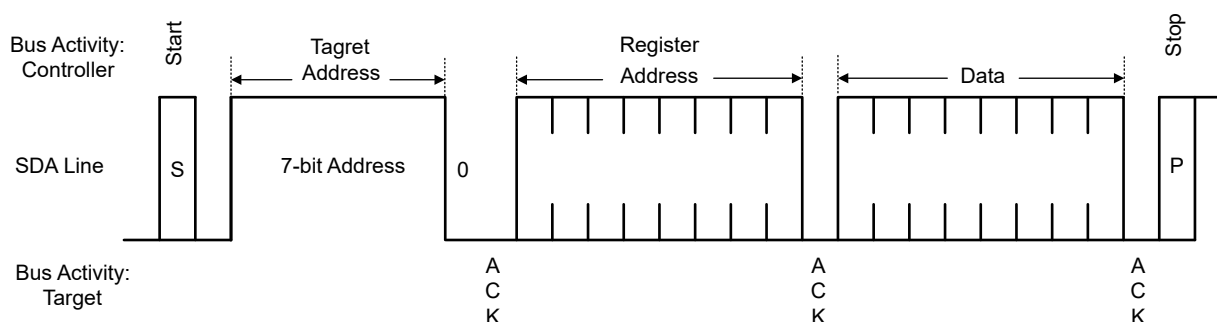 Bus Activity:
Controller
Start
Tagret
Address
Register
Address
Data
Stop
SDA Line
S
7-bit Address
0
P
Bus Activity:
Target
A
C
K
A
C
K
A
C
K